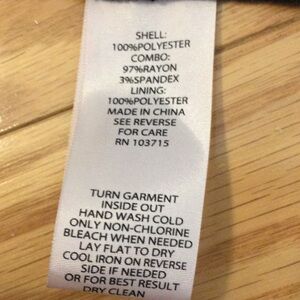 SHELL:
100%POLYESTER
COMBO:
97%RAYON
3%SPANDEX
LINING:
100%POLYESTER
MADE IN CHINA
SEE REVERSE
FOR CARE
RN 103715
TURN GARMENT
INSIDE OUT
HAND WASH COLD
ONLY NON-CHLORINE
BLEACH WHEN NEEDED
LAY FLAT TO DRY
COOL IRON ON REVERSE
SIDE IF NEEDED
OR FOR BEST RESULT
DRY CLEAN